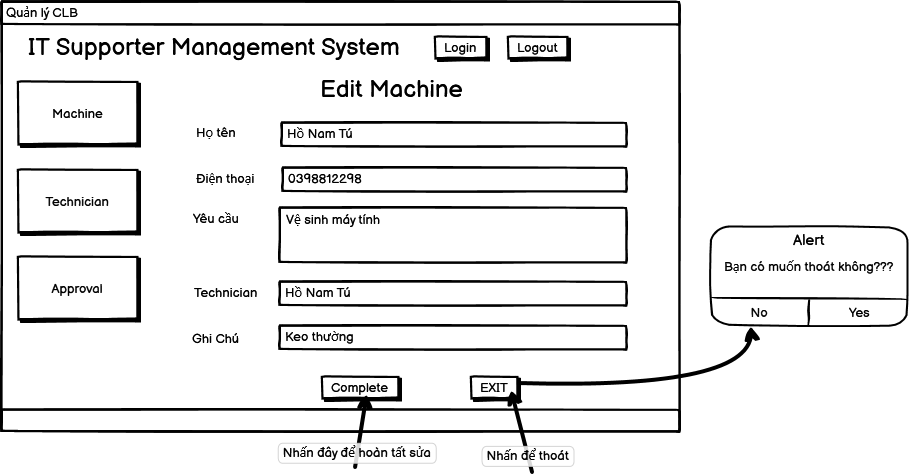 Quản lý CLB
IT Supporter Management System
Login
Logout
Edit Machine
Machine
Họ tên
Hồ Nam Tú
Điện thoại
0398812298
Technician
Yêu cầu
Vệ sinh máy tính
Alert
Bạn có muốn thoát không???
No
Yes
Approval
Technician
Hồ Nam Tú
Ghi Chú
Keo thường
Complete
EXIT
Nhấn đây để hoàn tất sửa
Nhấn để thoát